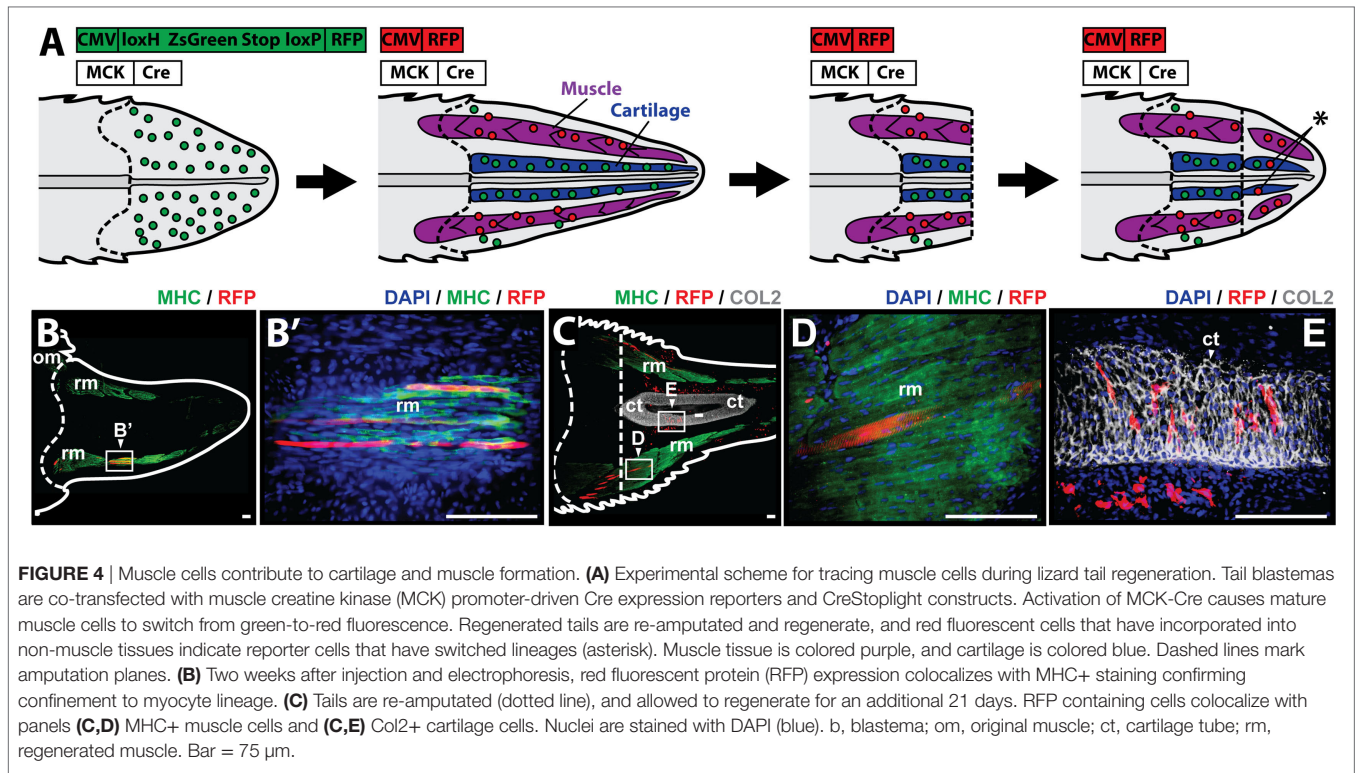 A
CMV loxH ZsGreen Stop loxP RFP
MCK Cre
CMV RFP
MCK Cre
Muscle
Cartilage
CMV RFP
MCK Cre
CMV RFP
MCK Cre
*
MHC / RFP
B
om
rm
B'
rm
DAPI / MHC / RFP
B'
rm
MHC / RFP / COL2
C
rm
E
ct
ct
D
rm
DAPI / MHC / RFP
D
rm
DAPI / RFP / COL2
E
ct
FIGURE 4 | Muscle cells contribute to cartilage and muscle formation. (A) Experimental scheme for tracing muscle cells during lizard tail regeneration. Tail blastemas
are co-transfected with muscle creatine kinase (MCK) promoter-driven Cre expression reporters and CreStoplight constructs. Activation of MCK-Cre causes mature
muscle cells to switch from green-to-red fluorescence. Regenerated tails are re-amputated and regenerate, and red fluorescent cells that have incorporated into
non-muscle tissues indicate reporter cells that have switched lineages (asterisk). Muscle tissue is colored purple, and cartilage is colored blue. Dashed lines mark
amputation planes. (B) Two weeks after injection and electrophoresis, red fluorescent protein (RFP) expression colocalizes with MHC+ staining confirming
confinement to myocyte lineage. (C) Tails are re-amputated (dotted line), and allowed to regenerate for an additional 21 days. RFP containing cells colocalize with
panels (C,D) MHC+ muscle cells and (C,E) Col2+ cartilage cells. Nuclei are stained with DAPI (blue). b, blastema; om, original muscle; ct, cartilage tube; rm,
regenerated muscle. Bar = 75 µm.